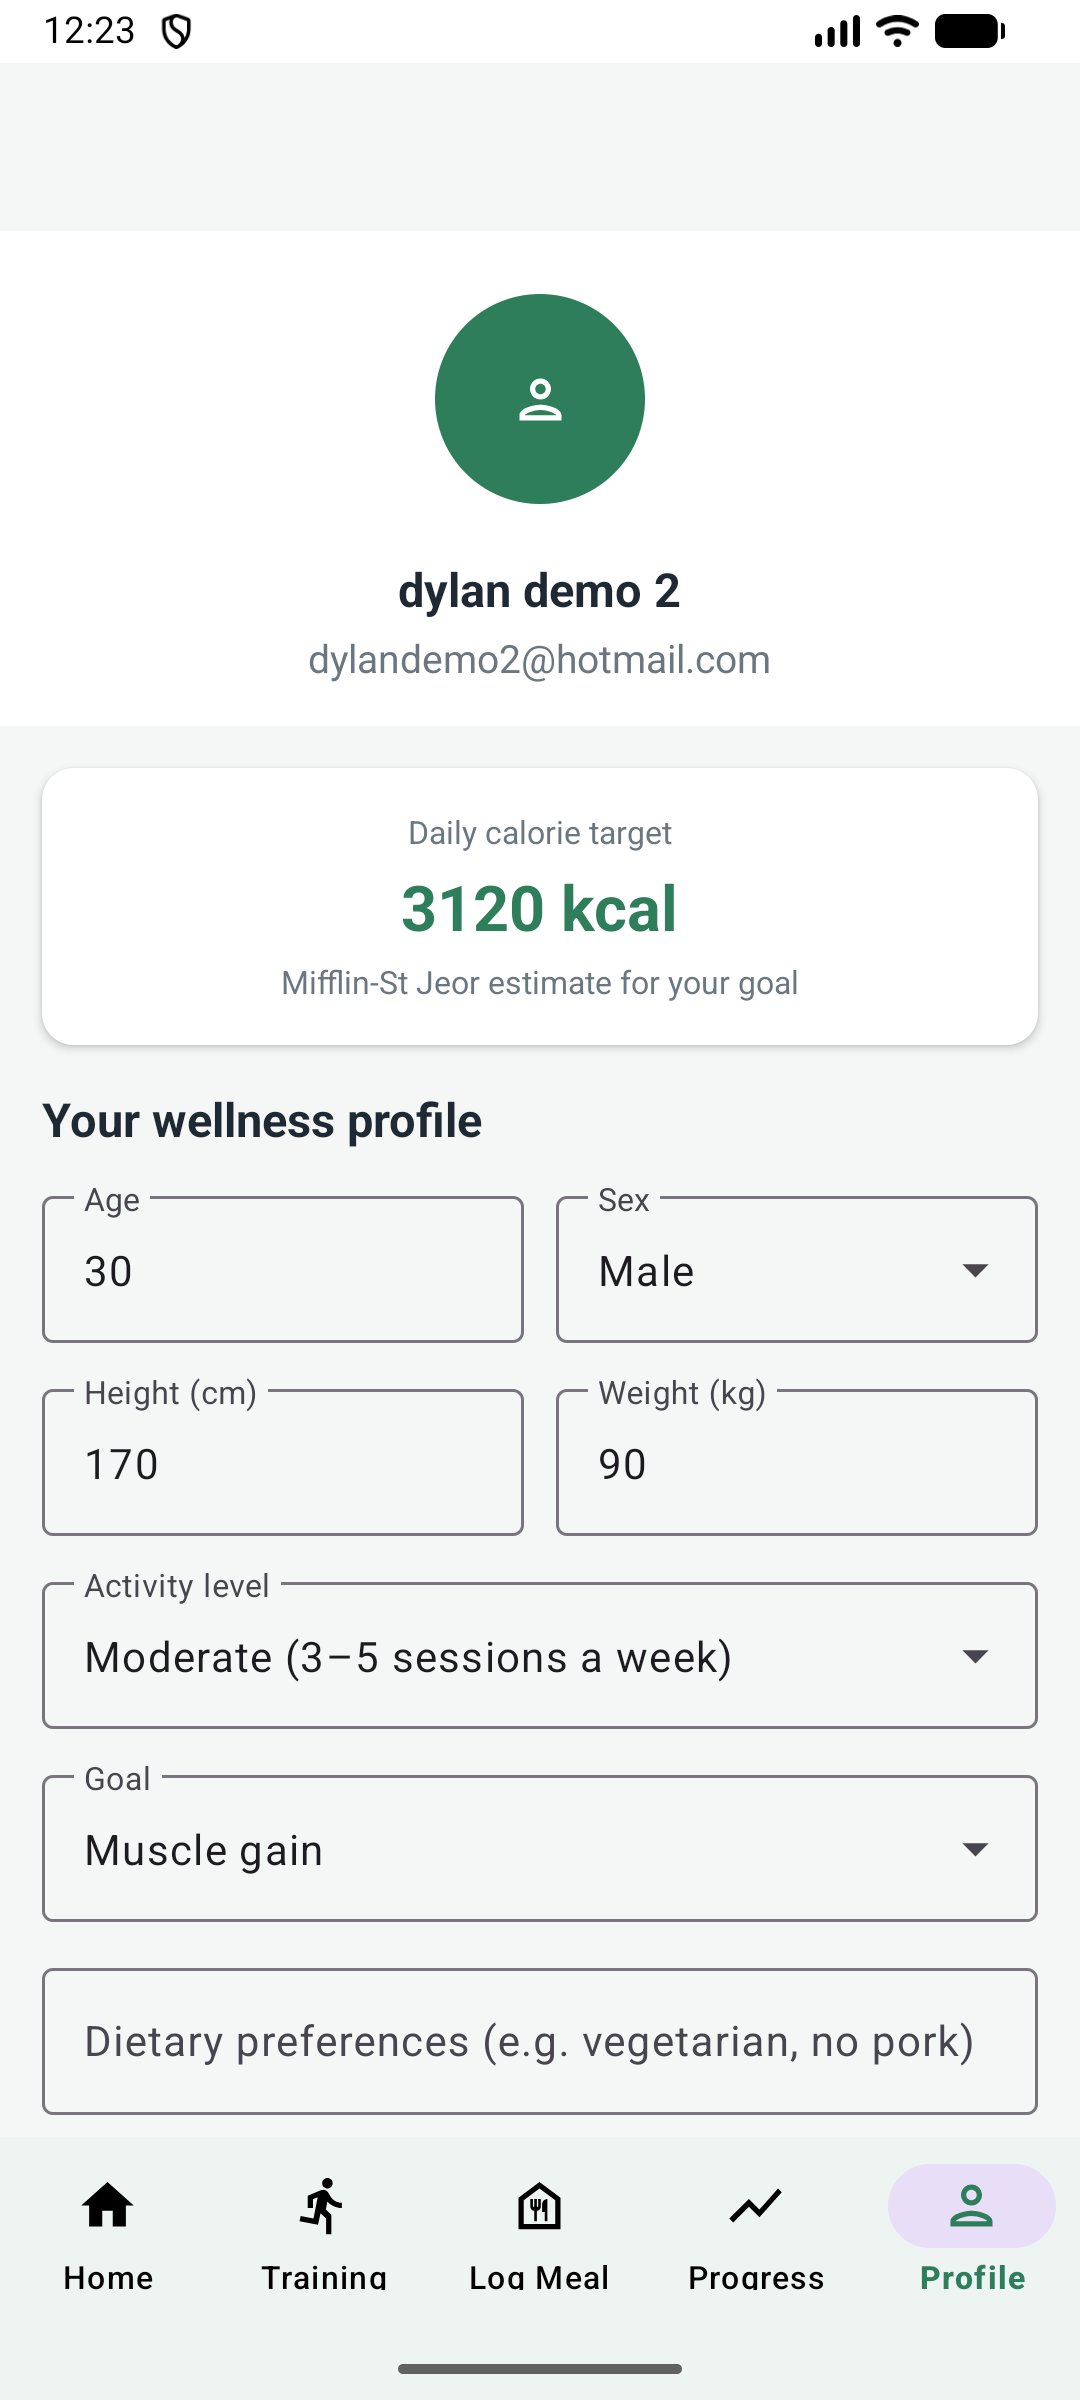 12:23
dylan demo 2
dylandemo2@hotmail.com
Daily calorie target
3120 kcal
Mifflin-St Jeor estimate for your goal
Your wellness profile
Age
30
Sex
Male
Height (cm)
170
Weight (kg)
90
Activity level
Moderate (3–5 sessions a week)
Goal
Muscle gain
Dietary preferences (e.g. vegetarian, no pork)
Home
Training
Log Meal
Progress
Profile